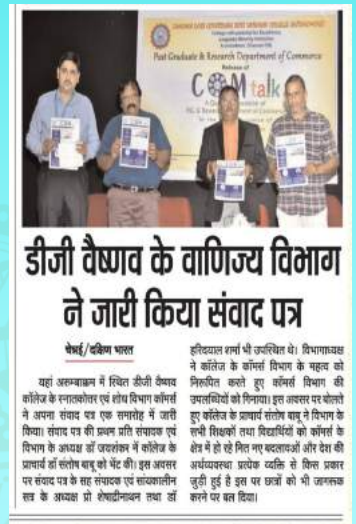 Post Graduate & Research Department of Commerce
Release of
COM talk
डीजी वैष्णव के वाणिज्य विभाग
ने जारी किया संवाद पत्र
चेन्नई/दक्षिण भारत
यहां अरुम्बाक्कम में स्थित डीजी वैष्णव
कॉलेज के स्नातकोत्तर एवं शोध विभाग कॉमर्स
ने अपना संवाद पत्र एक समारोह में जारी
किया। संवाद पत्र की प्रथम प्रति संपादक एवं
विभाग के अध्यक्ष डॉ जयशंकर ने कॉलेज के
प्राचार्य डॉ संतोष बाबू को भेंट की। इस अवसर
पर संवाद पत्र के सह संपादक एवं सांयकालीन
सत्र के अध्यक्ष प्रो शेषाद्रीनाथन तथा डॉ
हरिदयाल शर्मा भी उपस्थित थे। विभागाध्यक्ष
ने कॉलेज के कॉमर्स विभाग के महत्व को
निरूपित करते हुए कॉमर्स विभाग की
उपलब्धियों को गिनाया। इस अवसर पर बोलते
हुए कॉलेज के प्राचार्य संतोष बाबू ने विभाग के
सभी शिक्षकों तथा विद्यार्थियों को कॉमर्स के
क्षेत्र में हो रहे नित नए बदलावों और देश की
अर्थव्यवस्था प्रत्येक व्यक्ति से किस प्रकार
जुड़ी हुई है इस पर छात्रों को भी जागरूक
करने पर बल दिया।